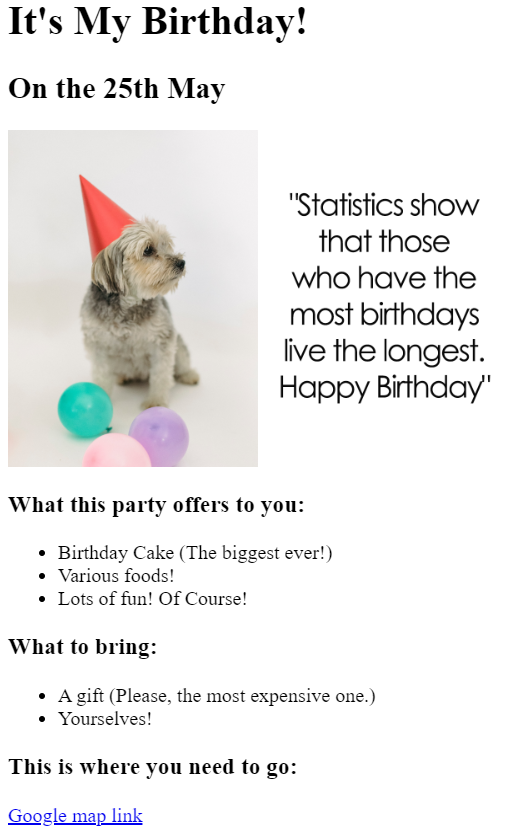 It's My Birthday!
On the 25th May
"Statistics show
that those
who have the
most birthdays
live the longest.
Happy Birthday"
What this party offers to you:
Birthday Cake (The biggest ever!)
Various foods!
Lots of fun! Of Course!
What to bring:
A gift (Please, the most expensive one.)
Yourselves!
This is where you need to go:
Google map link